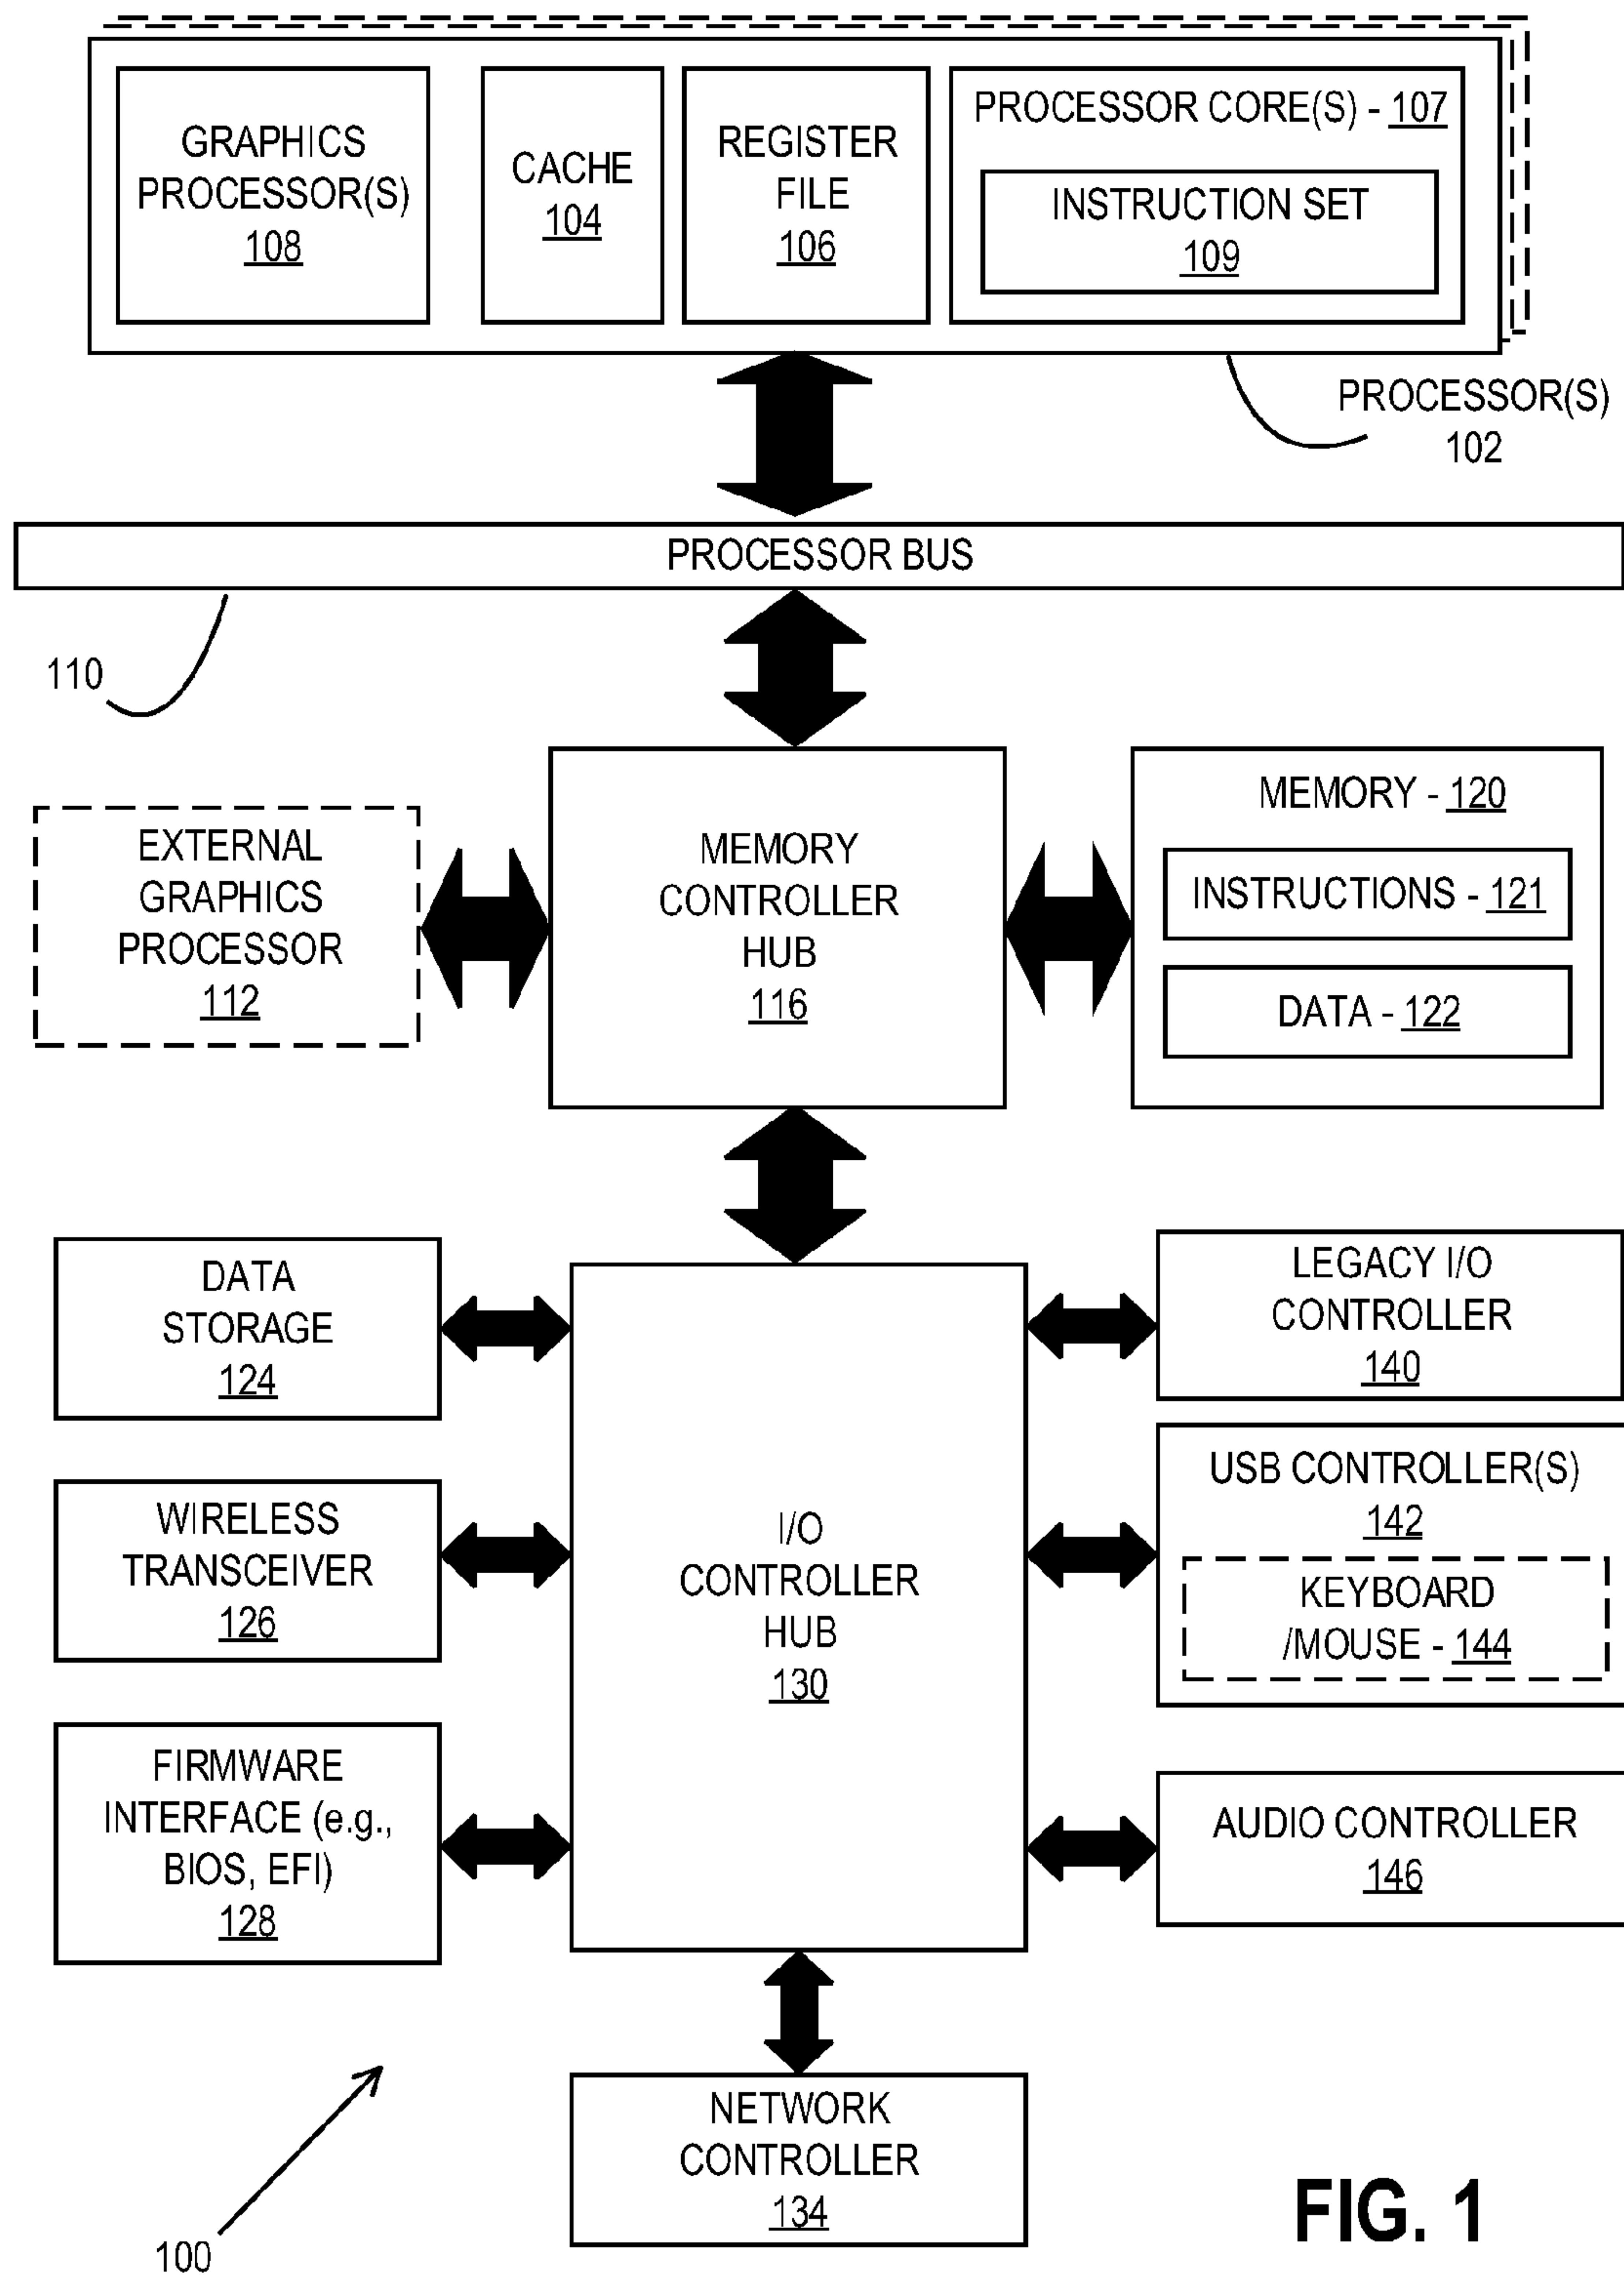 GRAPHICS
PROCESSOR(S)
108
CACHE
104
REGISTER
FILE
106
PROCESSOR CORE(S) - 107
INSTRUCTION SET
109
PROCESSOR(S)
102
PROCESSOR BUS
110
EXTERNAL
GRAPHICS
PROCESSOR
112
MEMORY
CONTROLLER
HUB
116
MEMORY - 120
INSTRUCTIONS - 121
DATA - 122
DATA
STORAGE
124
WIRELESS
TRANSCEIVER
126
FIRMWARE
INTERFACE (e.g.,
BIOS, EFI)
128
I/O
CONTROLLER
HUB
130
LEGACY I/O
CONTROLLER
140
USB CONTROLLER(S)
142
KEYBOARD
/MOUSE - 144
AUDIO CONTROLLER
146
NETWORK
CONTROLLER
134
100
FIG. 1